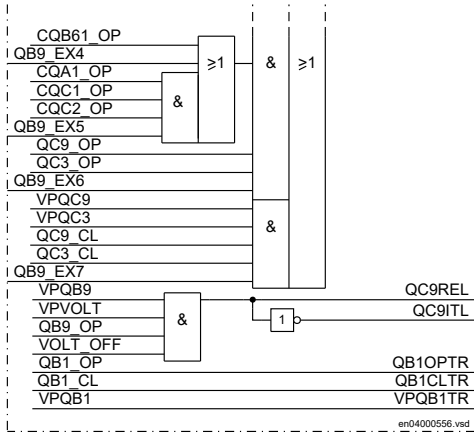 CQB61_OP
QB9_EX4
CQA1_OP
CQC1_OP
CQC2_OP
QB9_EX5
≥1
&
&
≥1
QC9_OP
QC3_OP
QB9_EX6
VPQC9
VPQC3
QC9_CL
QC3_CL
QB9_EX7
&
VPQB9
VPVOLT
QB9_OP
VOLT_OFF
&
1
QC9REL
QC9ITL
QB1_OP
QB1OPTR
QB1_CL
QB1CLTR
VPQB1
VPQB1TR
en04000556.vsd